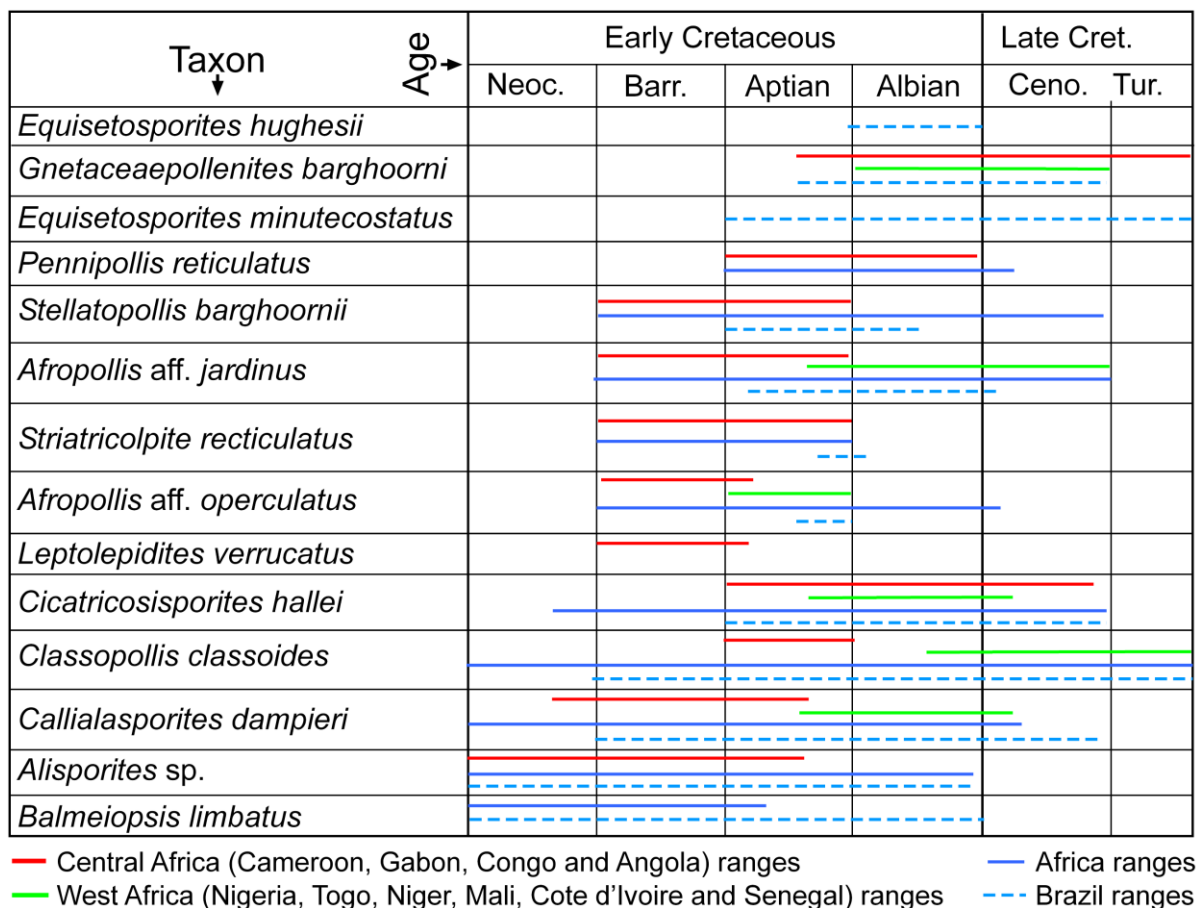 Taxon
Age
Early Cretaceous
Late Cret.
Neoc.
Barr.
Aptian
Albian
Ceno.
Tur.
Equisetosporites hughesii
Gnetaceaepollenites barghoorni
Equisetosporites minutecostatus
Pennipollis reticulatus
Stellatopollis barghoornii
Afropollis aff. jardinus
Striatricolpite recticulatus
Afropollis aff. operculatus
Leptolepidites verrucatus
Cicatricosisporites hallei
Classopollis classoides
Callialasporites dampieri
Alisporites sp.
Balmeiopsis limbatus
Central Africa (Cameroon, Gabon, Congo and Angola) ranges
Africa ranges
West Africa (Nigeria, Togo, Niger, Mali, Cote d'Ivoire and Senegal) ranges
Brazil ranges